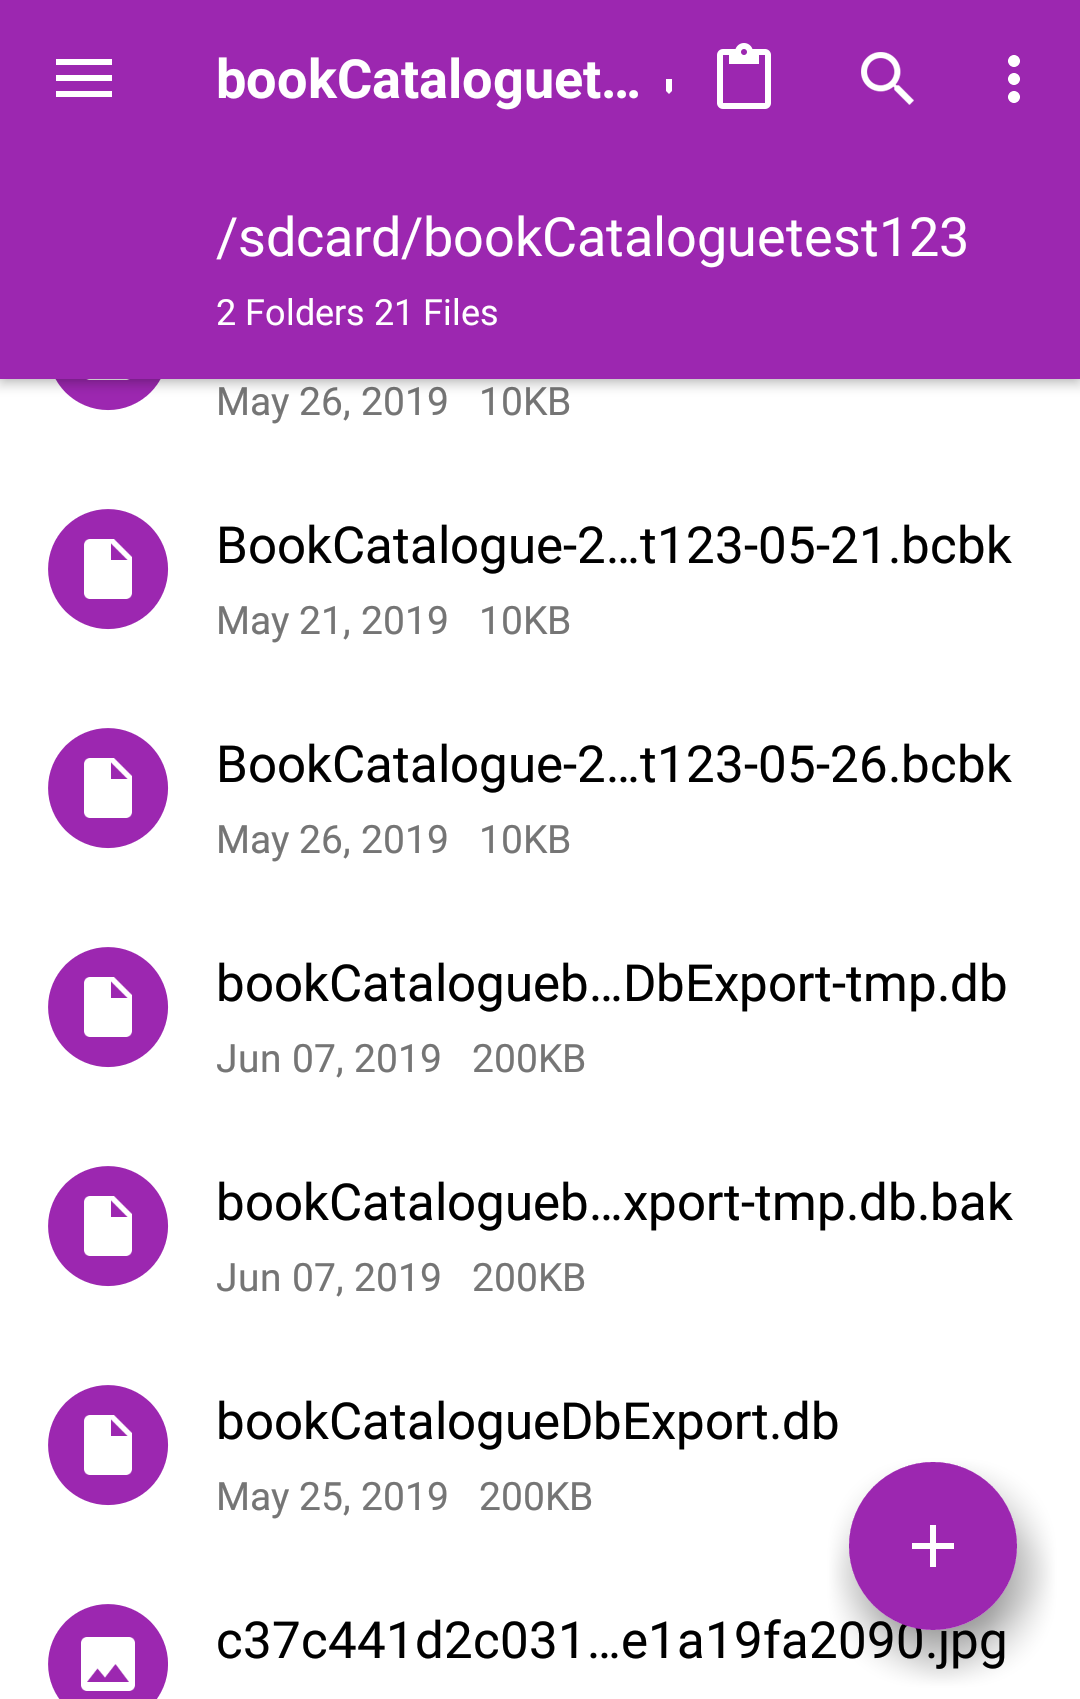 bookCataloguet...
/sdcard/bookCataloguetest123
2 Folders 21 Files
May 26, 2019 10KB
BookCatalogue-2...t123-05-21.bcbk
May 21, 2019 10KB
BookCatalogue-2...t123-05-26.bcbk
May 26, 2019 10KB
bookCatalogueb...DbExport-tmp.db
Jun 07, 2019 200KB
bookCatalogueb...xport-tmp.db.bak
Jun 07, 2019 200KB
bookCatalogueDbExport.db
May 25, 2019 200KB
c37c441d2c031...e1a19fa2090.jpg